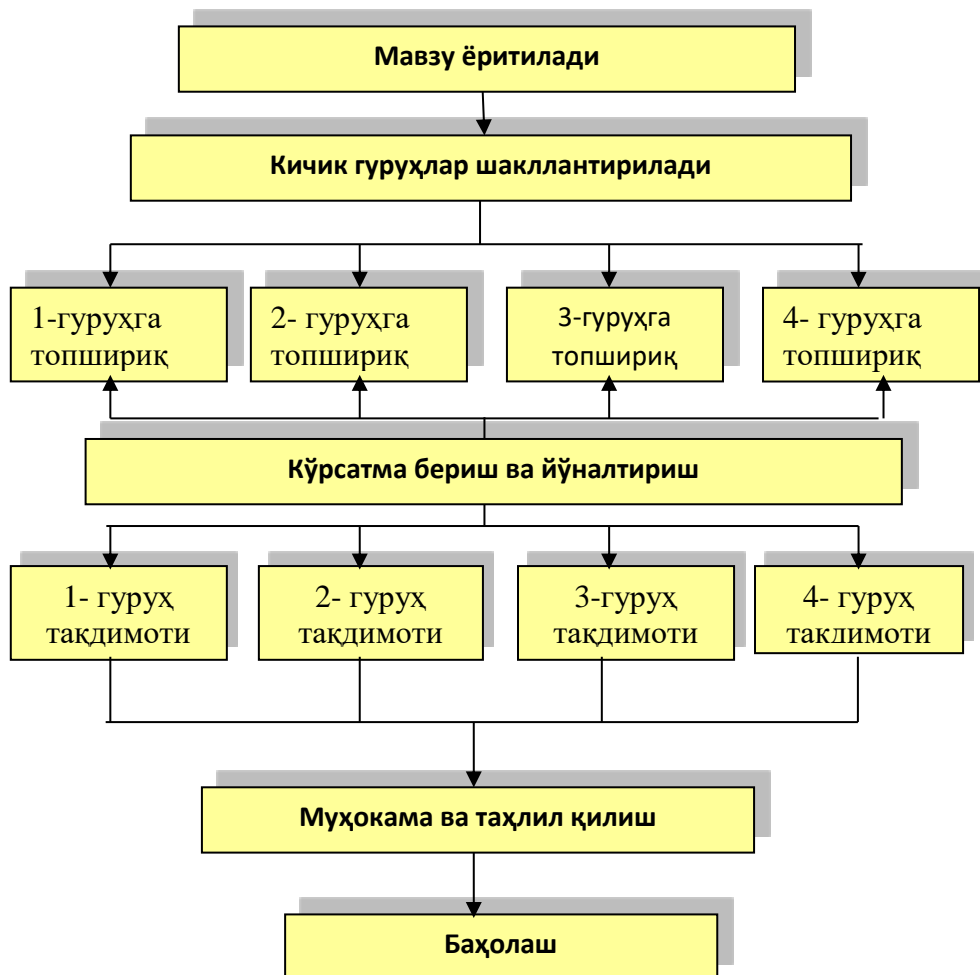 Мавзу ёритилади
Кичик гуруҳлар шакллантирилади
1-гуруҳга
топшириқ
2- гуруҳга
топшириқ
3-гуруҳга
топшириқ
4- гуруҳга
топшириқ
Кўрсатма бериш ва йўналтириш
1- гуруҳ
тақдимоти
2- гуруҳ
тақдимоти
3-гуруҳ
тақдимоти
4- гуруҳ
тақдимоти
Муҳокама ва таҳлил қилиш
Баҳолаш